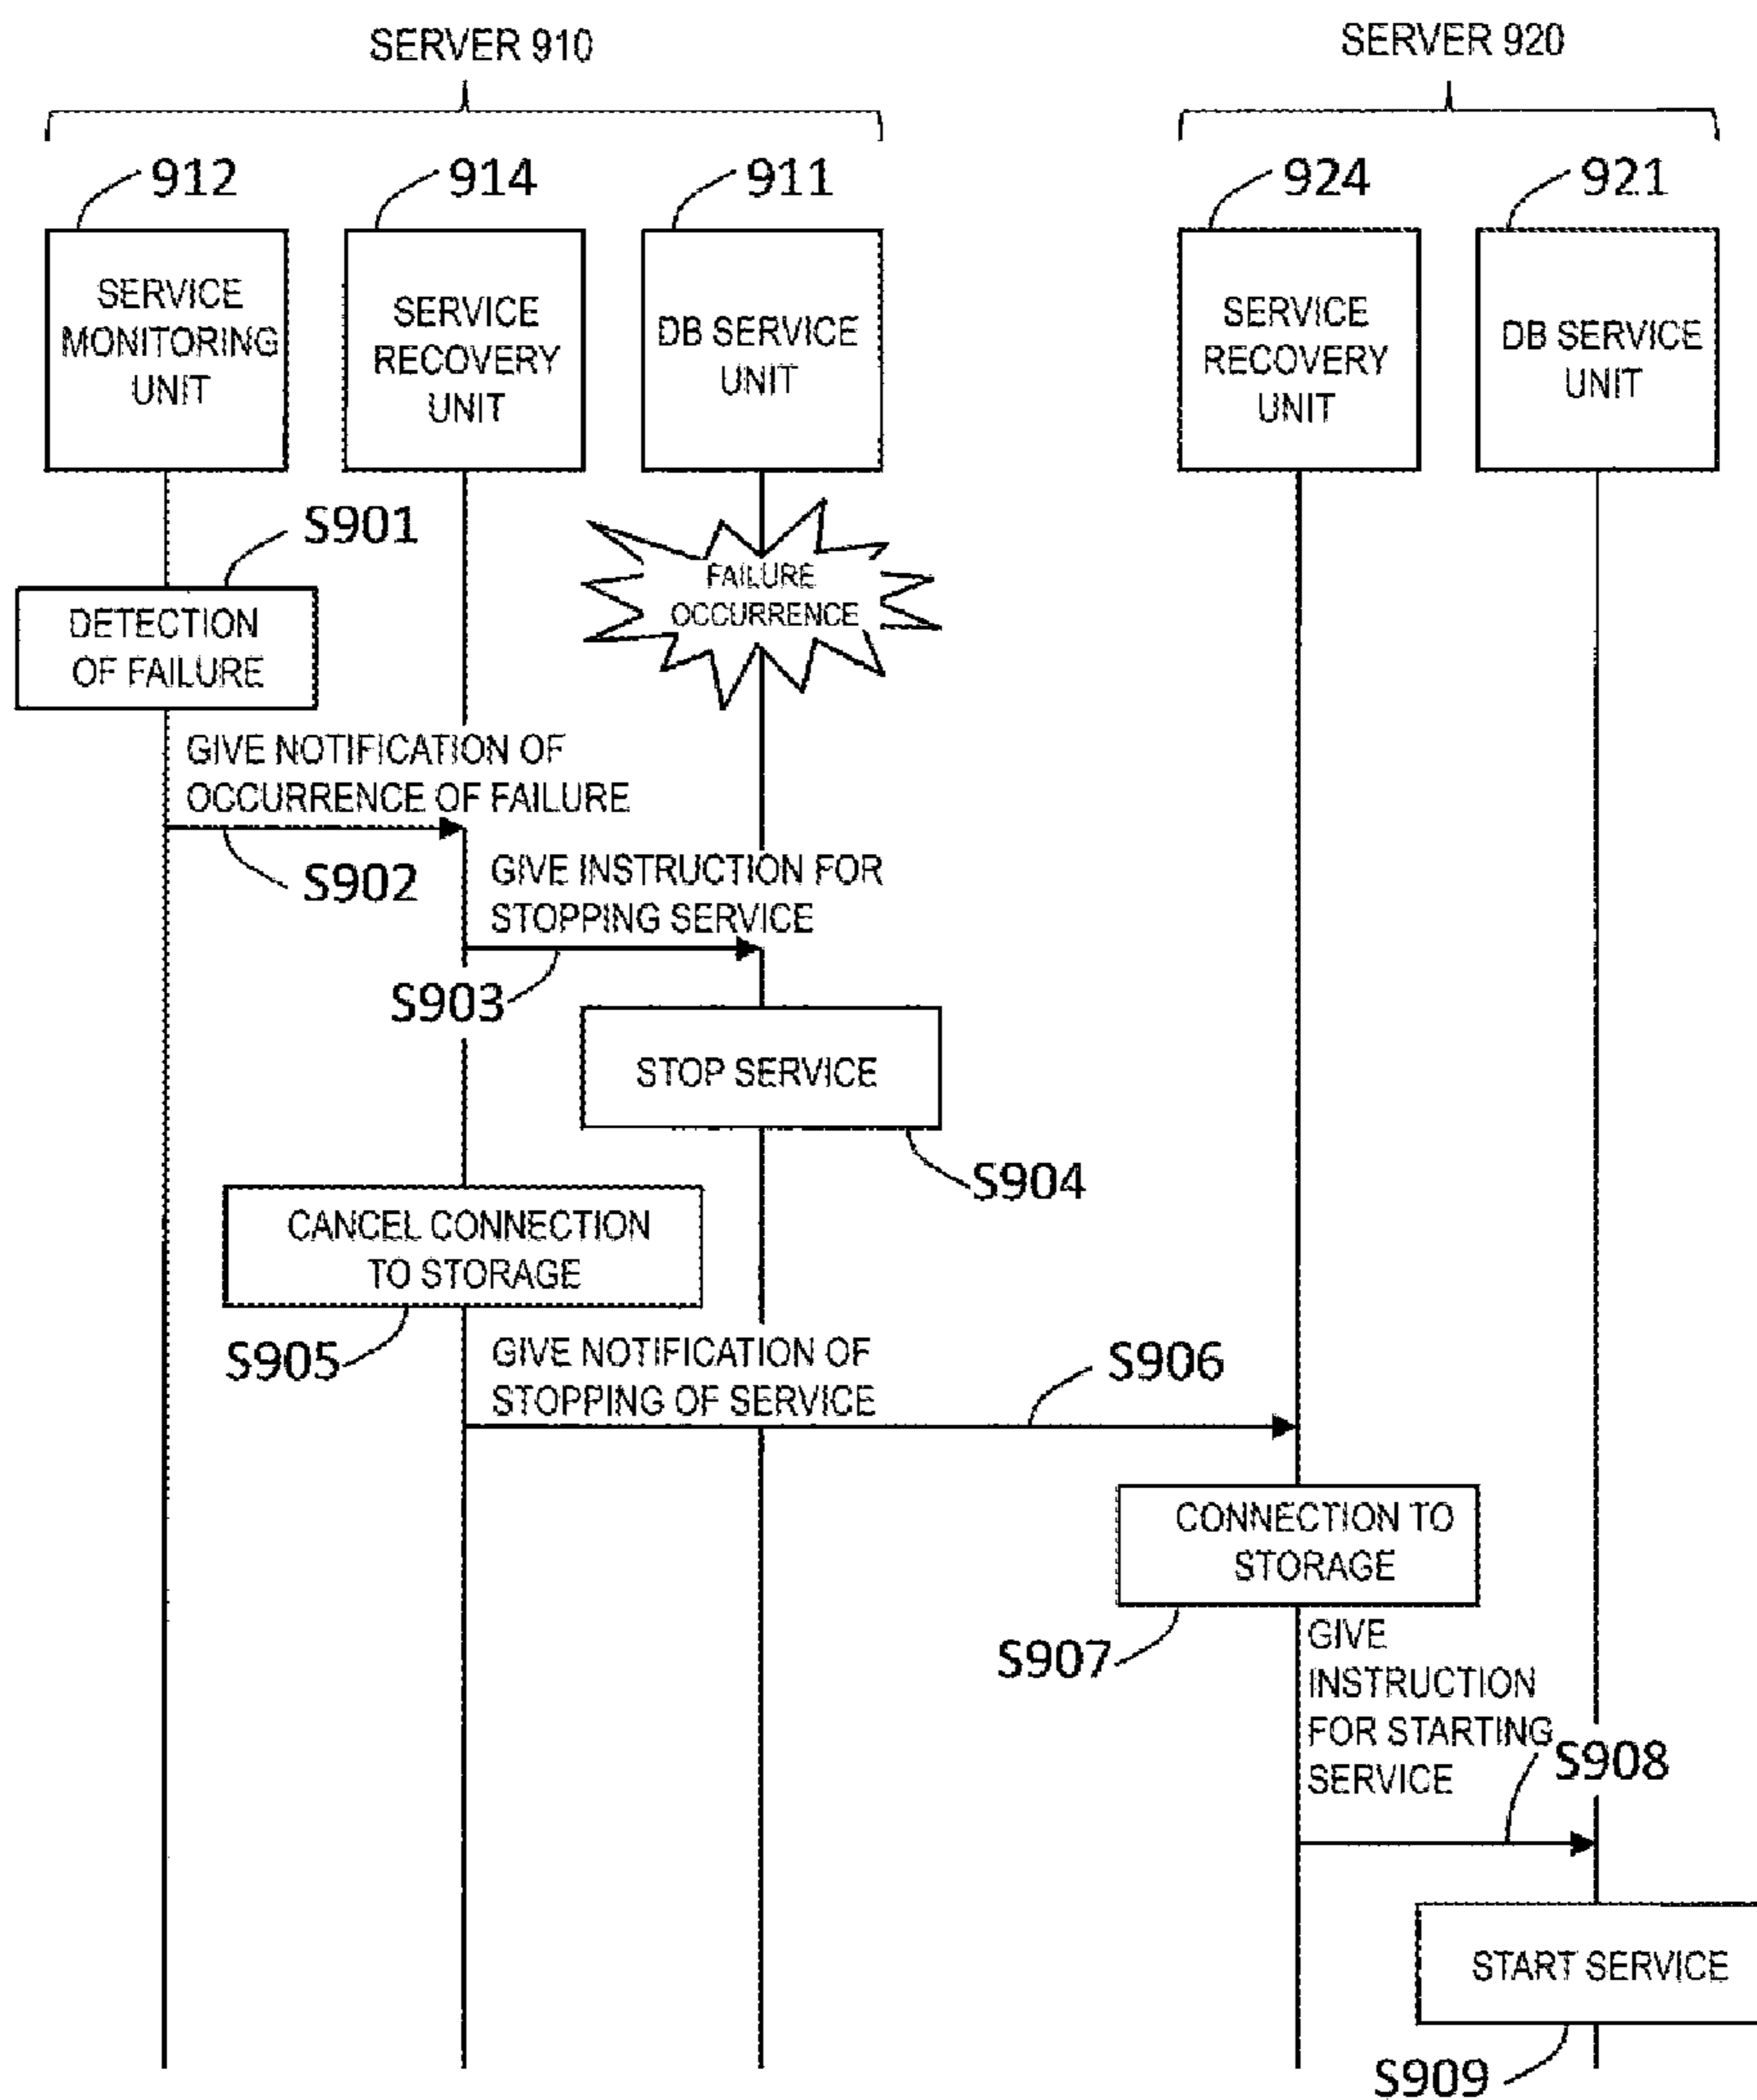 SERVER 910
SERVER 920
912
914
911
924
921
SERVICE
MONITORING
UNIT
SERVICE
RECOVERY
UNIT
DB SERVICE
UNIT
SERVICE
RECOVERY
UNIT
DB SERVICE
UNIT
S901
FAILURE
OCCURRENCE
DETECTION
OF FAILURE
GIVE NOTIFICATION OF
OCCURRENCE OF FAILURE
S902
GIVE INSTRUCTION FOR
STOPPING SERVICE
S903
STOP SERVICE
S904
CANCEL CONNECTION
TO STORAGE
S905
GIVE NOTIFICATION OF
STOPPING OF SERVICE
S906
CONNECTION TO
STORAGE
S907
GIVE
INSTRUCTION
FOR STARTING
SERVICE
S908
START SERVICE
S909